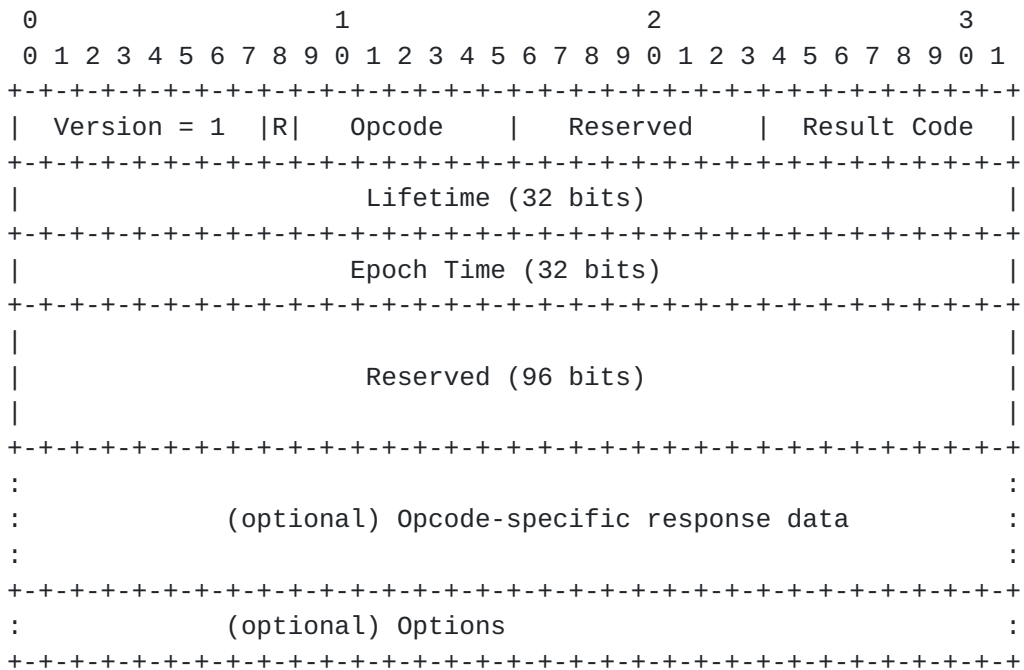 0                   1                   2                   3
 0 1 2 3 4 5 6 7 8 9 0 1 2 3 4 5 6 7 8 9 0 1 2 3 4 5 6 7 8 9 0 1
+-+-+-+-+-+-+-+-+-+-+-+-+-+-+-+-+-+-+-+-+-+-+-+-+-+-+-+-+-+-+-+-+
|  Version = 1  |R|   Opcode    |   Reserved    |  Result Code  |
+-+-+-+-+-+-+-+-+-+-+-+-+-+-+-+-+-+-+-+-+-+-+-+-+-+-+-+-+-+-+-+-+
|                      Lifetime (32 bits)                       |
+-+-+-+-+-+-+-+-+-+-+-+-+-+-+-+-+-+-+-+-+-+-+-+-+-+-+-+-+-+-+-+-+
|                     Epoch Time (32 bits)                      |
+-+-+-+-+-+-+-+-+-+-+-+-+-+-+-+-+-+-+-+-+-+-+-+-+-+-+-+-+-+-+-+-+
|                                                               |
|                      Reserved (96 bits)                       |
|                                                               |
+-+-+-+-+-+-+-+-+-+-+-+-+-+-+-+-+-+-+-+-+-+-+-+-+-+-+-+-+-+-+-+-+
:                                                               :
:             (optional) Opcode-specific response data          :
:                                                               :
+-+-+-+-+-+-+-+-+-+-+-+-+-+-+-+-+-+-+-+-+-+-+-+-+-+-+-+-+-+-+-+-+
:             (optional) Options                                :
+-+-+-+-+-+-+-+-+-+-+-+-+-+-+-+-+-+-+-+-+-+-+-+-+-+-+-+-+-+-+-+-+